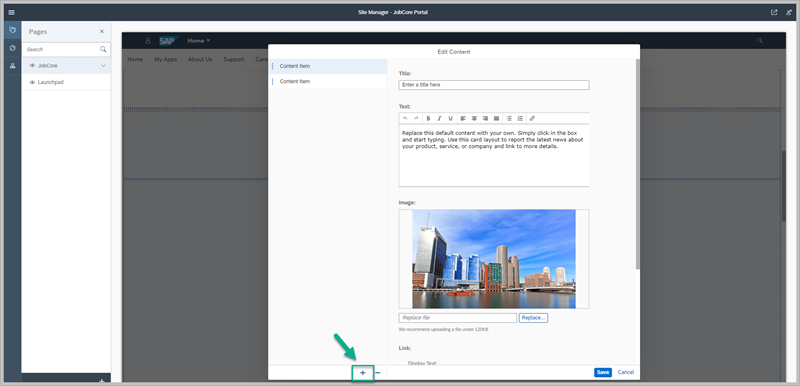 Site Manager - JobCore Portal
Pages
Search
JobCore
Launchpad
SAP
Home
Home My Apps About Us Support
Edit Content
Content Item
Content Item
Title:
Enter a title here
Text:
B I U
Replace this default content with your own. Simply click in the box
and start typing. Use this card layout to report the latest news about
your product, service, or company and link to more details.
Image:
Replace file
Replace...
We recommend uploading a file under 120KB
Link:
Display Text:
Save Cancel